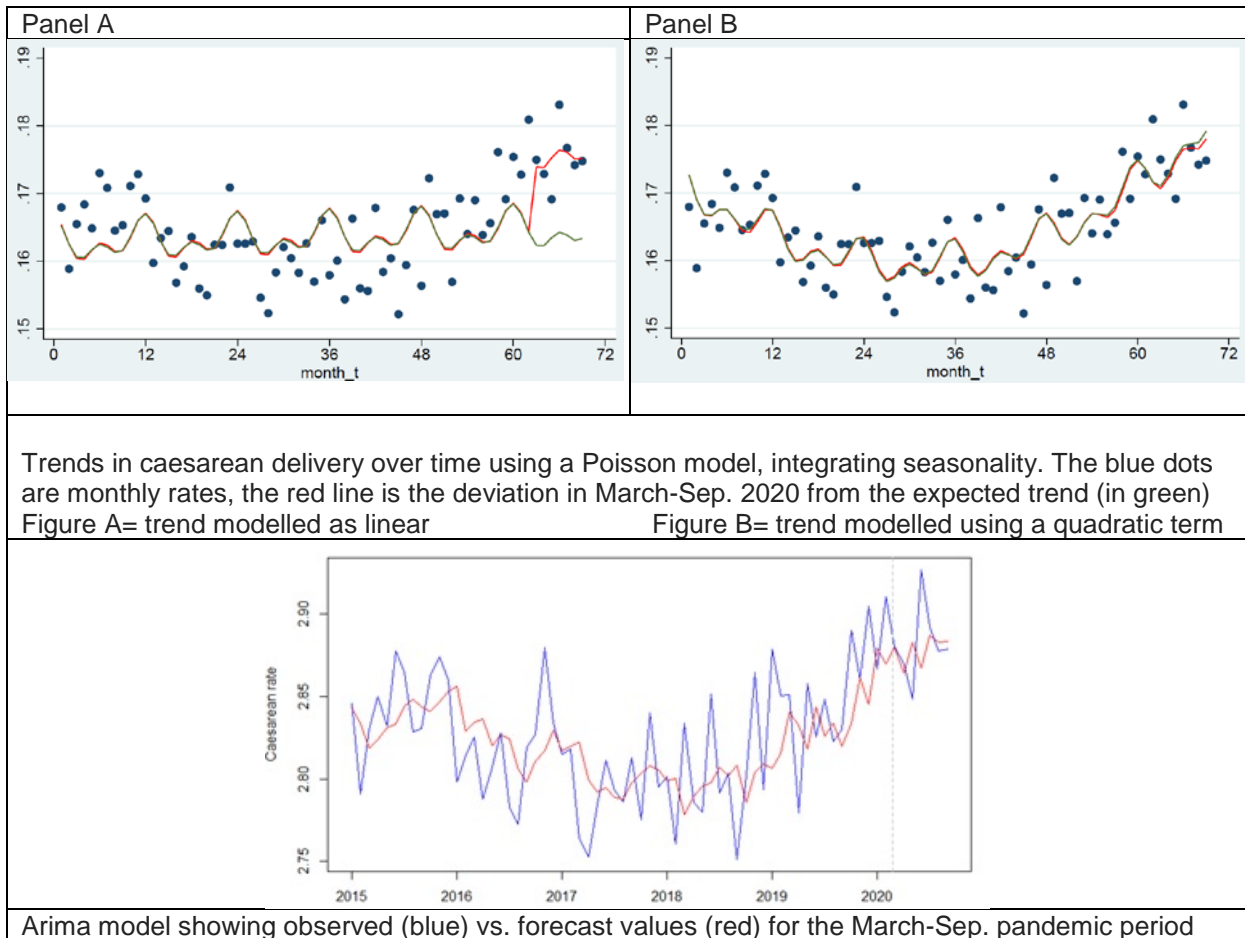 Panel A
Panel B
.19
.18
.17
.16
.15
0 12 24 36 48 60 72
month_t
.19
.18
.17
.16
.15
0 12 24 36 48 60 72
month_t
Trends in caesarean delivery over time using a Poisson model, integrating seasonality. The blue dots
are monthly rates, the red line is the deviation in March-Sep. 2020 from the expected trend (in green)
Figure A= trend modelled as linear Figure B= trend modelled using a quadratic term
Caesarean rate
2.90
2.85
2.80
2.75
2015 2016 2017 2018 2019 2020
Arima model showing observed (blue) vs. forecast values (red) for the March-Sep. pandemic period